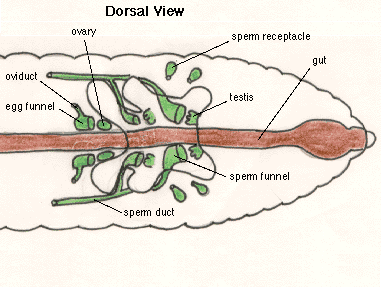 Dorsal View
ovary
sperm receptacle
gut
oviduct
egg funnel
testis
sperm funnel
sperm duct